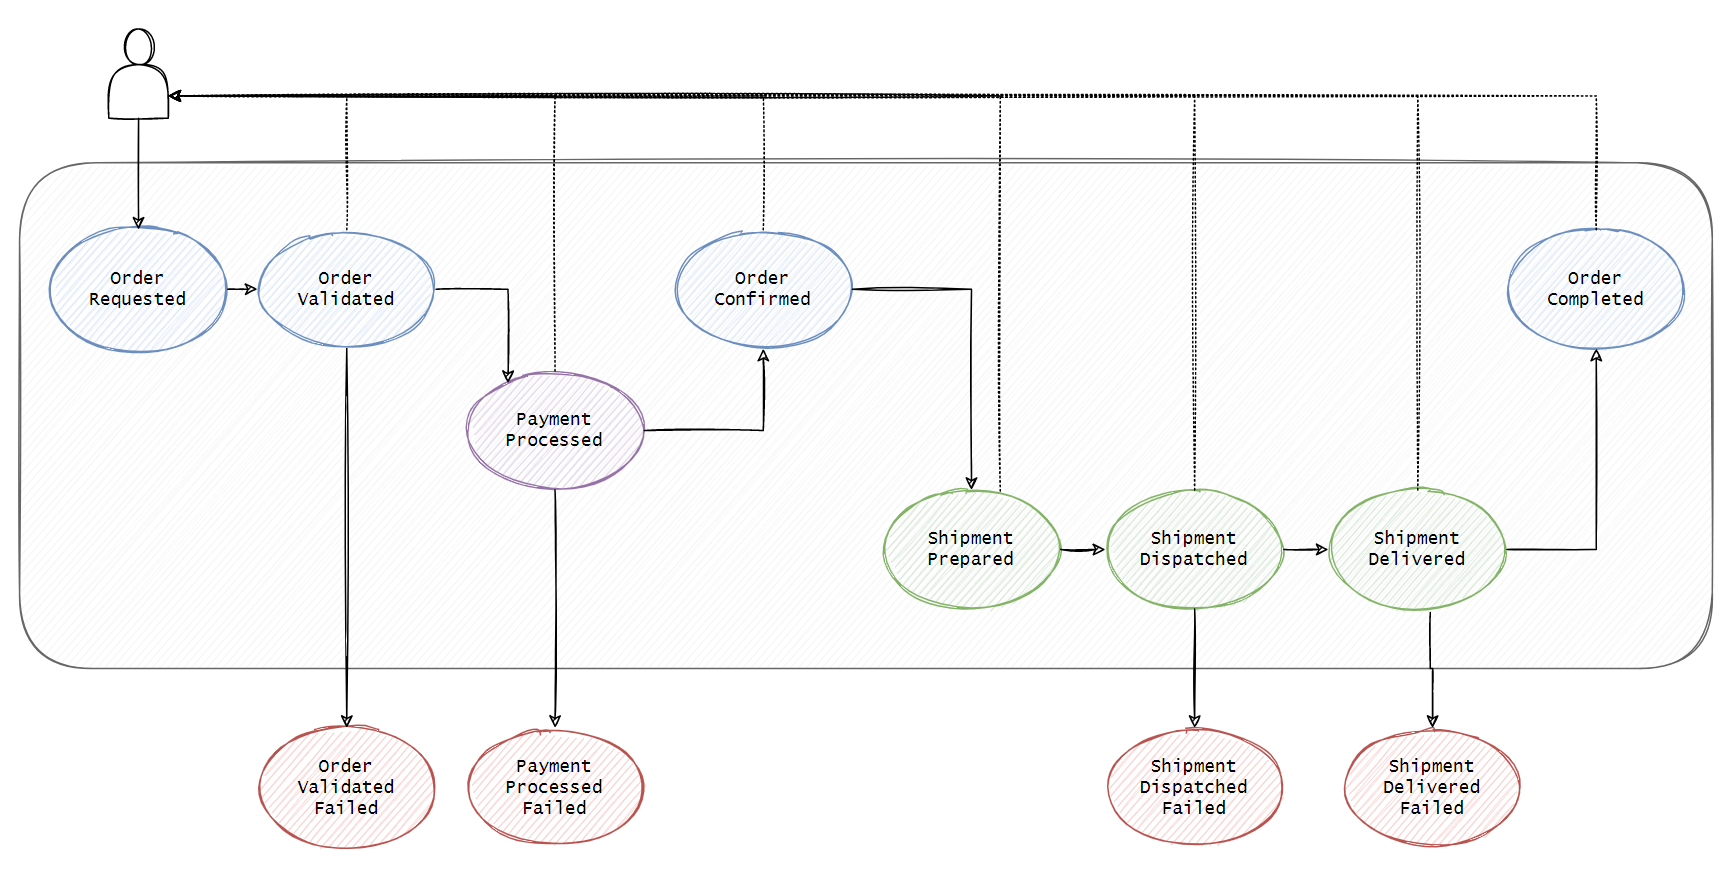 Order
Requested
Order
Validated
Order
Confirmed
Order
Completed
Payment
Processed
Shipment
Prepared
Shipment
Dispatched
Shipment
Delivered
Order
Validated
Failed
Payment
Processed
Failed
Shipment
Dispatched
Failed
Shipment
Delivered
Failed